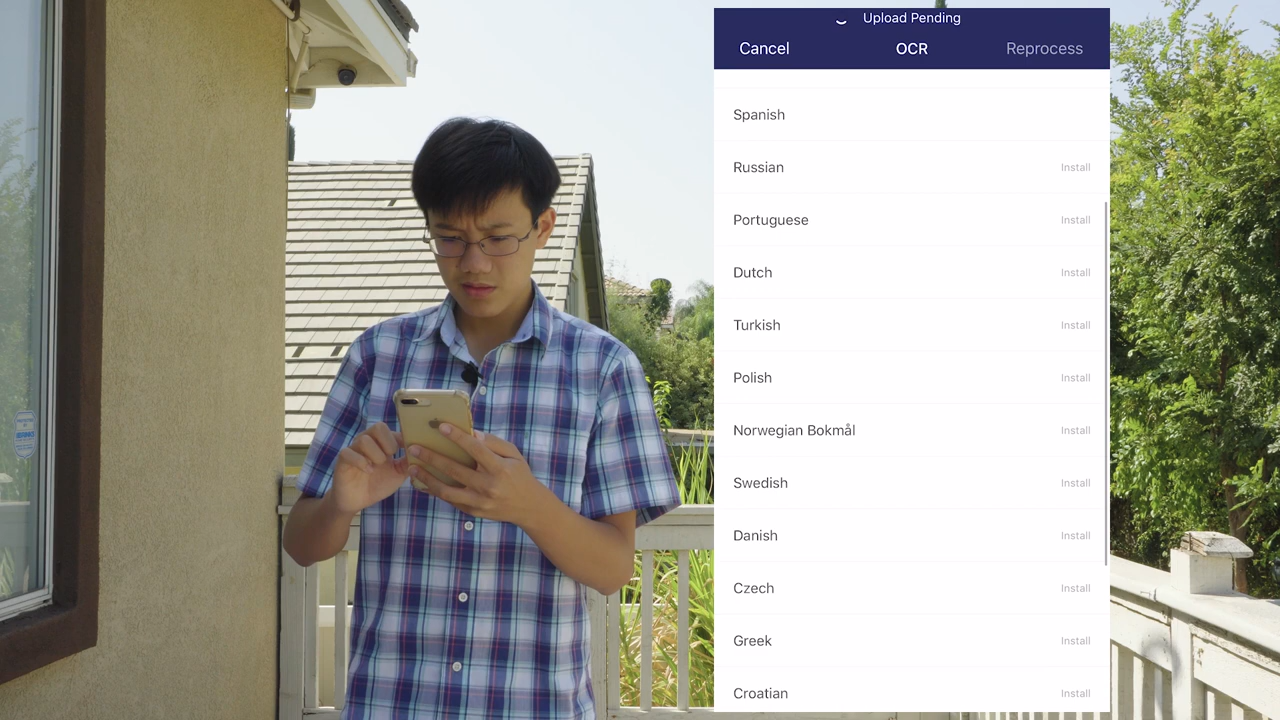 Upload Pending
Cancel OCR Reprocess
Spanish
Russian Install
Portuguese Install
Dutch Install
Turkish Install
Polish Install
Norwegian Bokmål Install
Swedish Install
Danish Install
Czech Install
Greek Install
Croatian Install